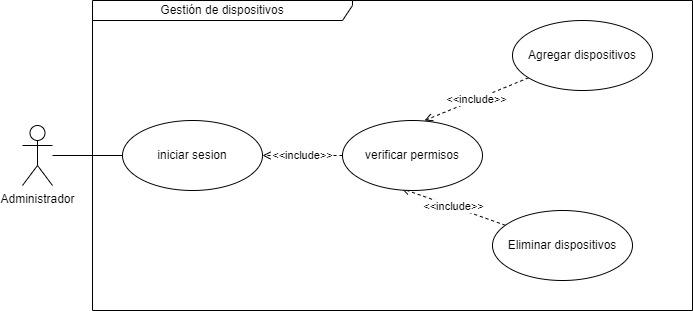 Gestión de dispositivos
Agregar dispositivos
<<include>>
iniciar sesion
<<include>>
verificar permisos
Administrador
<<include>>
Eliminar dispositivos